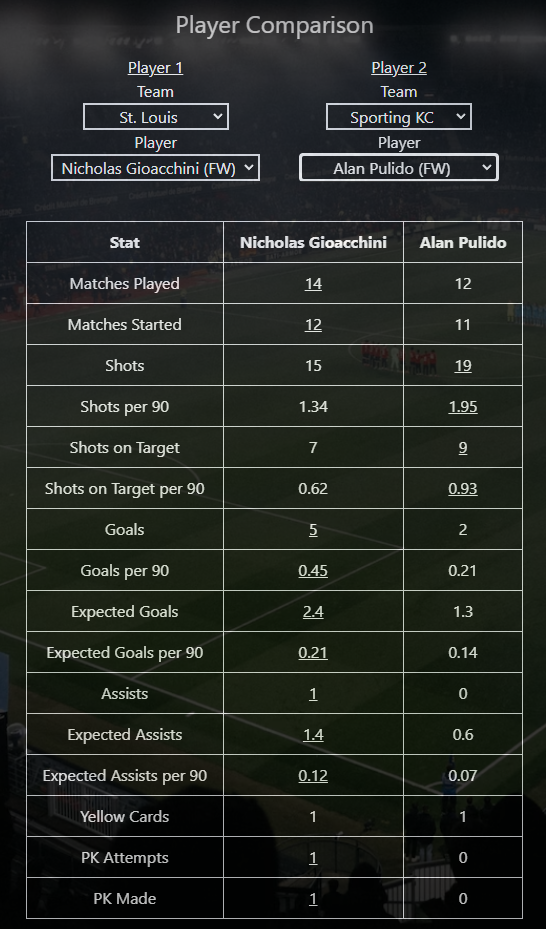 Player Comparison
Player 1 Player 2
Team Team
St. Louis Sporting KC
Player Player
Nicholas Gioacchini (FW) Alan Pulido (FW)
Stat Nicholas Gioacchini Alan Pulido
Matches Played 14 12
Matches Started 12 11
Shots 15 19
Shots per 90 1.34 1.95
Shots on Target 7 9
Shots on Target per 90 0.62 0.93
Goals 5 2
Goals per 90 0.45 0.21
Expected Goals 2.4 1.3
Expected Goals per 90 0.21 0.14
Assists 1 0
Expected Assists 1.4 0.6
Expected Assists per 90 0.12 0.07
Yellow Cards 1 1
PK Attempts 1 0
PK Made 1 0